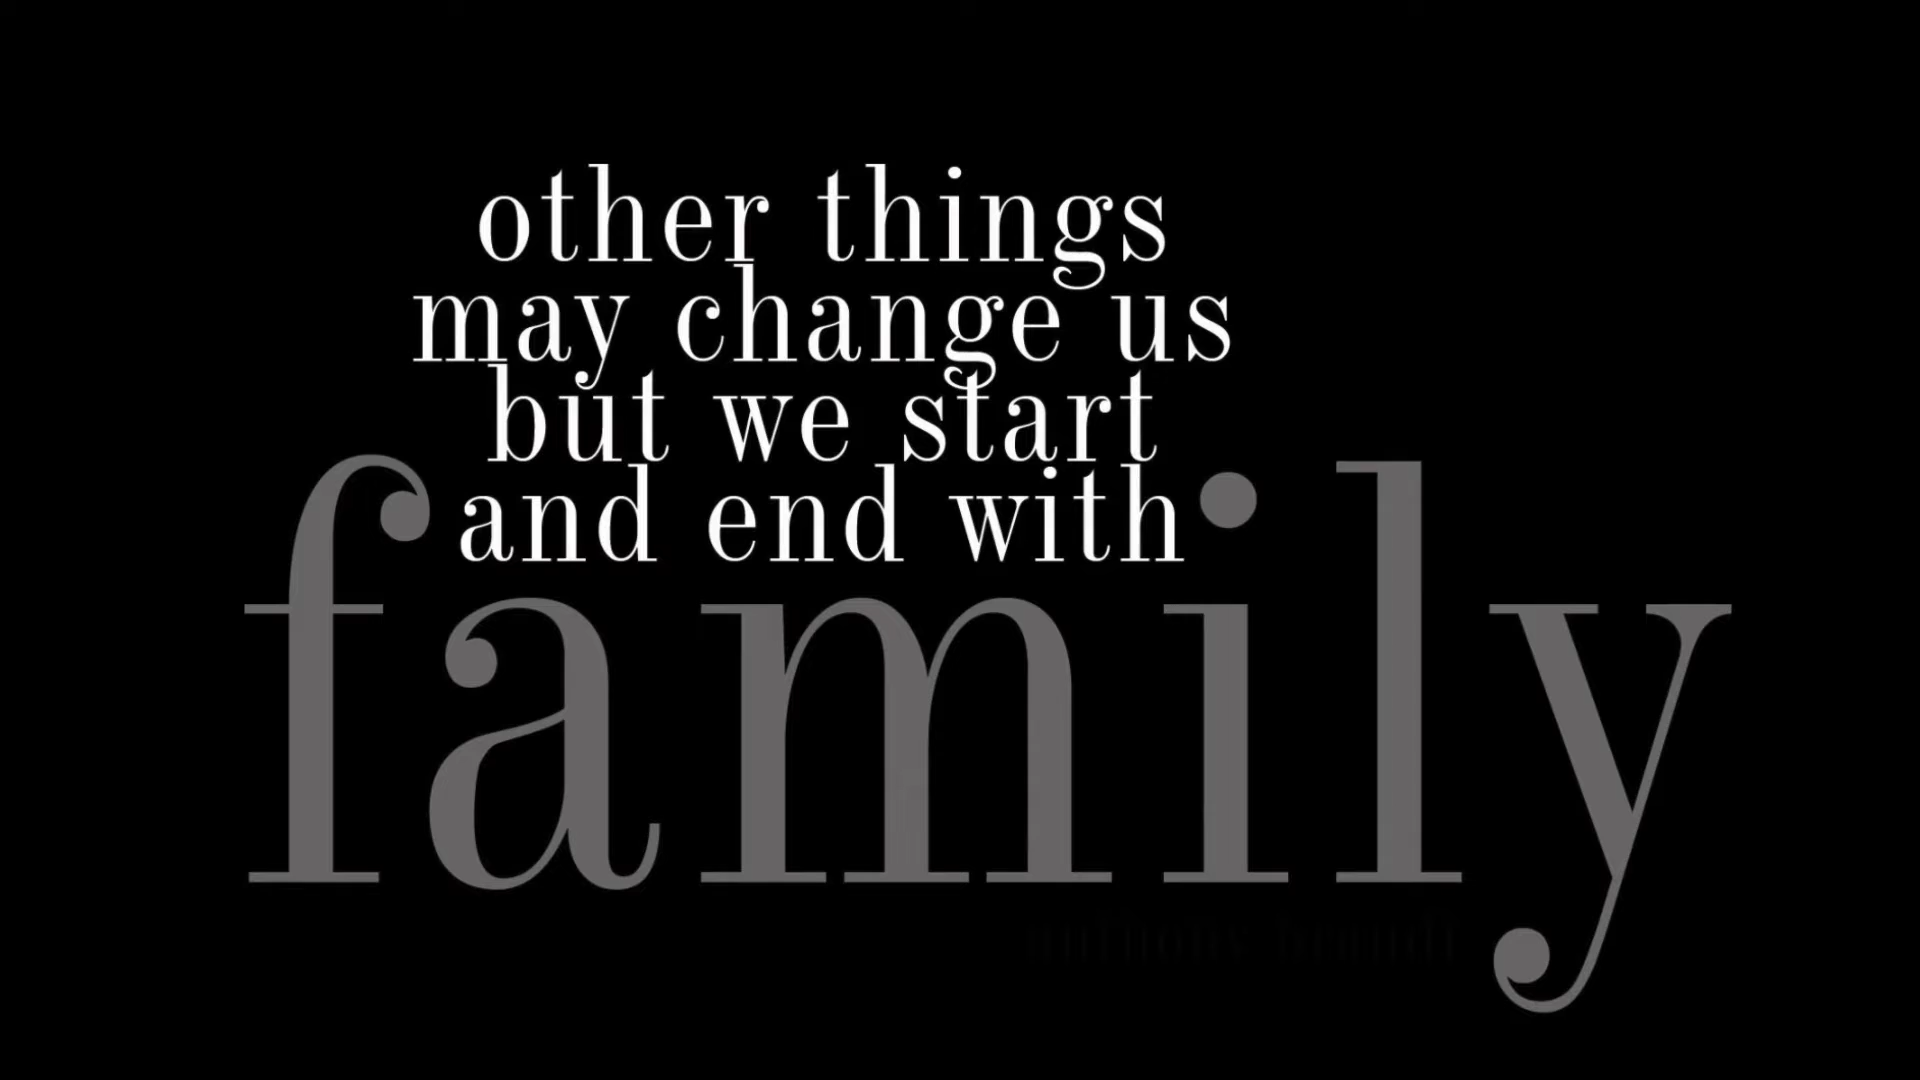 other things
may change us
but we start
and end with
family